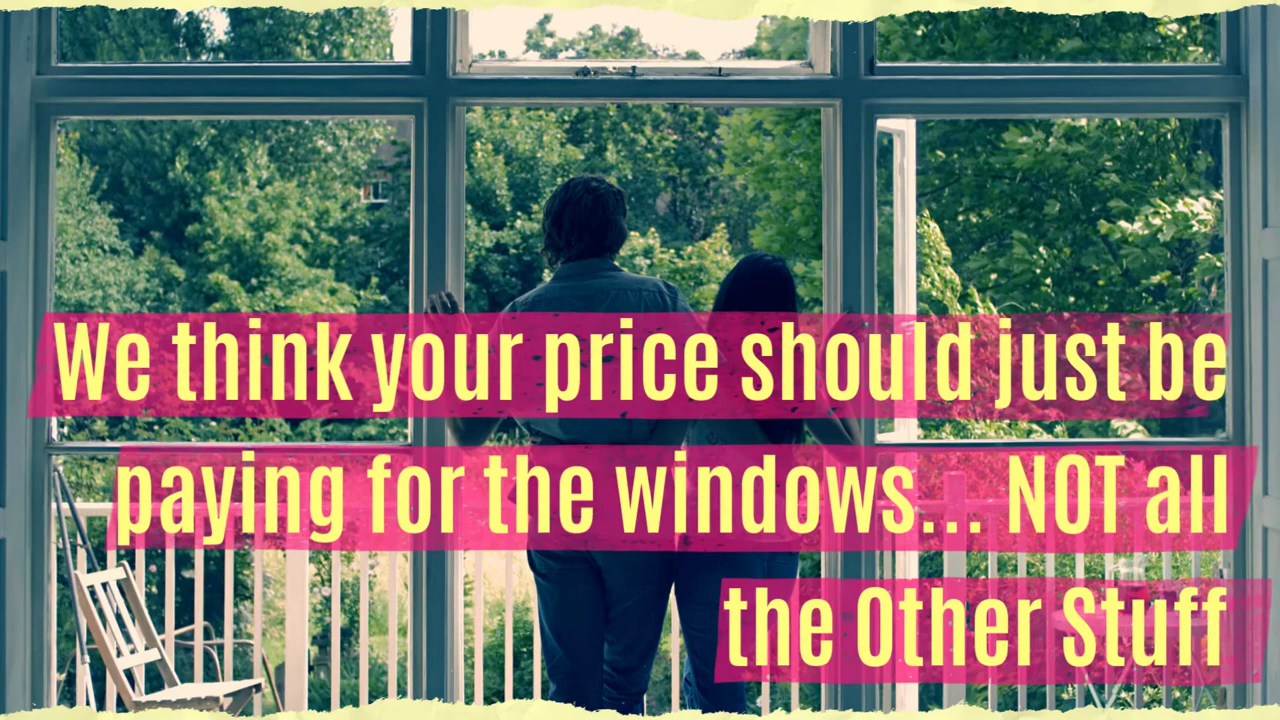 We think your price should just be
paying for the windows... NOT all
the Other Stuff